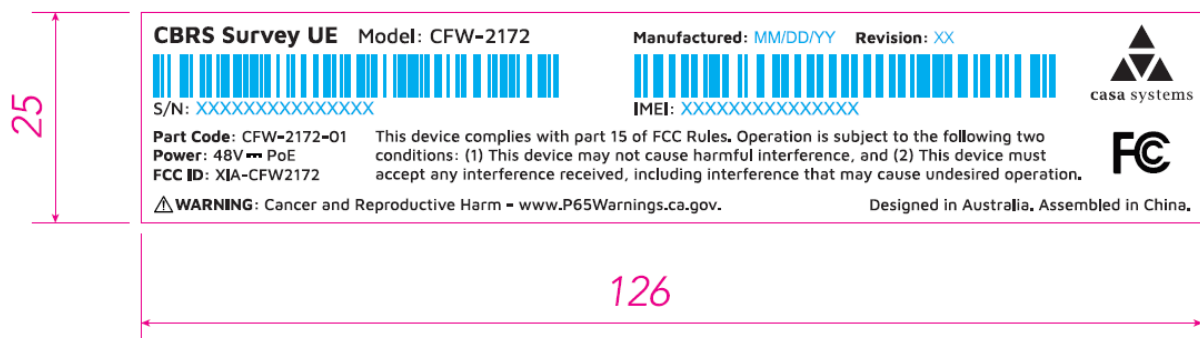 25
CBRS Survey UE Model: CFW-2172
Manufactured: MM/DD/YY Revision: XX
S/N: XXXXXXXXXXXXXXX
IMEI: XXXXXXXXXXXXXXX
casa systems
Part Code: CFW-2172-01
Power: 48V⎓ PoE
FCC ID: XIA-CFW2172
This device complies with part 15 of FCC Rules. Operation is subject to the following two
conditions: (1) This device may not cause harmful interference, and (2) This device must
accept any interference received, including interference that may cause undesired operation.
FC
⚠WARNING: Cancer and Reproductive Harm - www.P65Warnings.ca.gov.
Designed in Australia. Assembled in China.
126